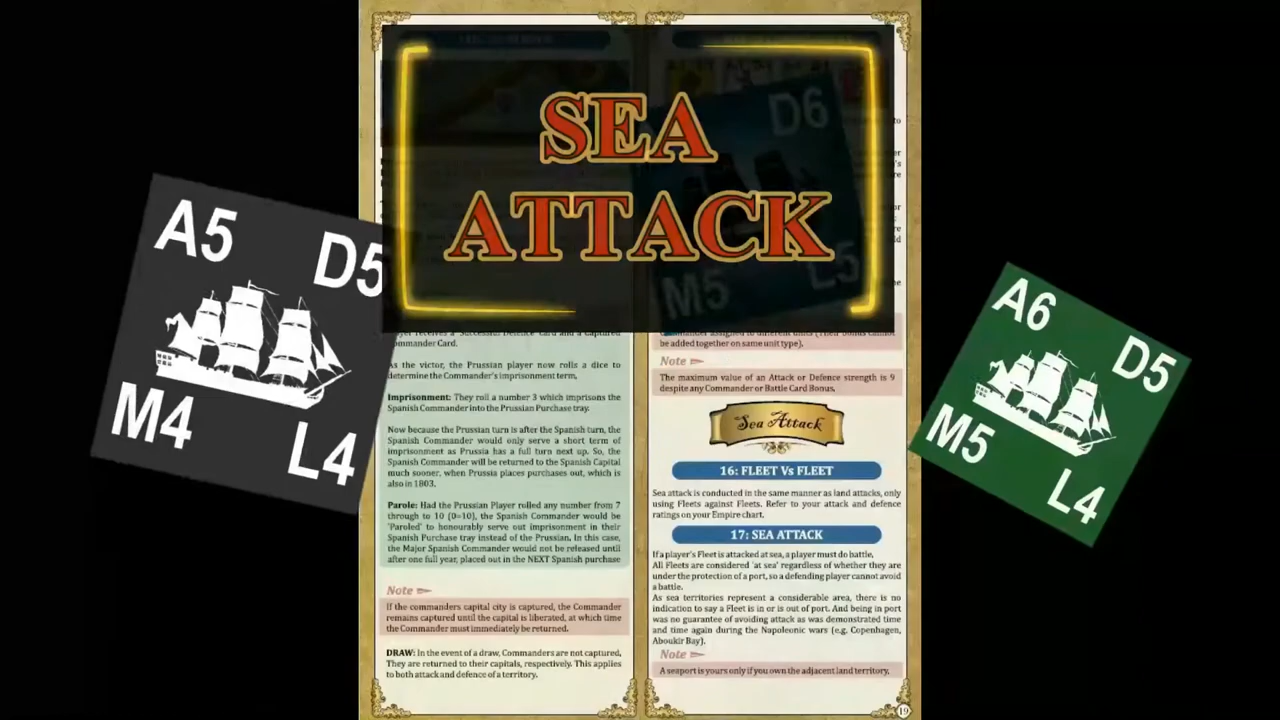 SEA
ATTACK
D6
M5
L5
A5
D5
M4
L4
A6
D5
M5
L4
Commander Card.
As the victor, the Prussian player now rolls a dice to
determine the Commander's imprisonment term,
Imprisonment: They roll a number 3 which imprisons the
Spanish Commander into the Prussian Purchase tray.
Now because the Prussian turn is after the Spanish turn, the
Spanish Commander would only serve a short term of
imprisonment as Prussia has a full turn next up. So, the
Spanish Commander will be returned to the Spanish Capital
much sooner, when Prussia places purchases out, which is
also in 1803.
Parole: Had the Prussian Player rolled any number from 7
through to 10 (0=10), the Spanish Commander would be
'Paroled' to honourably serve out imprisonment in their
Spanish Purchase tray instead of the Prussian. In this case,
the Major Spanish Commander would not be released until
after one full year, placed out in the NEXT Spanish purchase
Note
If the commanders capital city is captured, the Commander
remains captured until the capital is liberated, at which time
the Commander must immediately be returned.
DRAW: In the event of a draw, Commanders are not captured,
They are returned to their capitals, respectively. This applies
to both attack and defence of a territory.
be added together on same unit type).
Note
The maximum value of an Attack or Defence strength is 9
despite any Commander or Battle Card Bonus,
Sea Attack
16: FLEET Vs FLEET
Sea attack is conducted in the same manner as land attacks, only
using Fleets against Fleets. Refer to your attack and defence
ratings on your Empire chart.
17: SEA ATTACK
If a player's Fleet is attacked at sea, a player must do battle,
All Fleets are considered 'at sea' regardless of whether they are
under the protection of a port, so a defending player cannot avoid
a battle.
As sea territories represent a considerable area, there is no
indication to say a Fleet is in or is out of port. And being in port
was no guarantee of avoiding attack as was demonstrated time
and time again during the Napoleonic wars (e.g. Copenhagen,
Aboukir Bay).
Note
A seaport is yours only if you own the adjacent land territory,
19